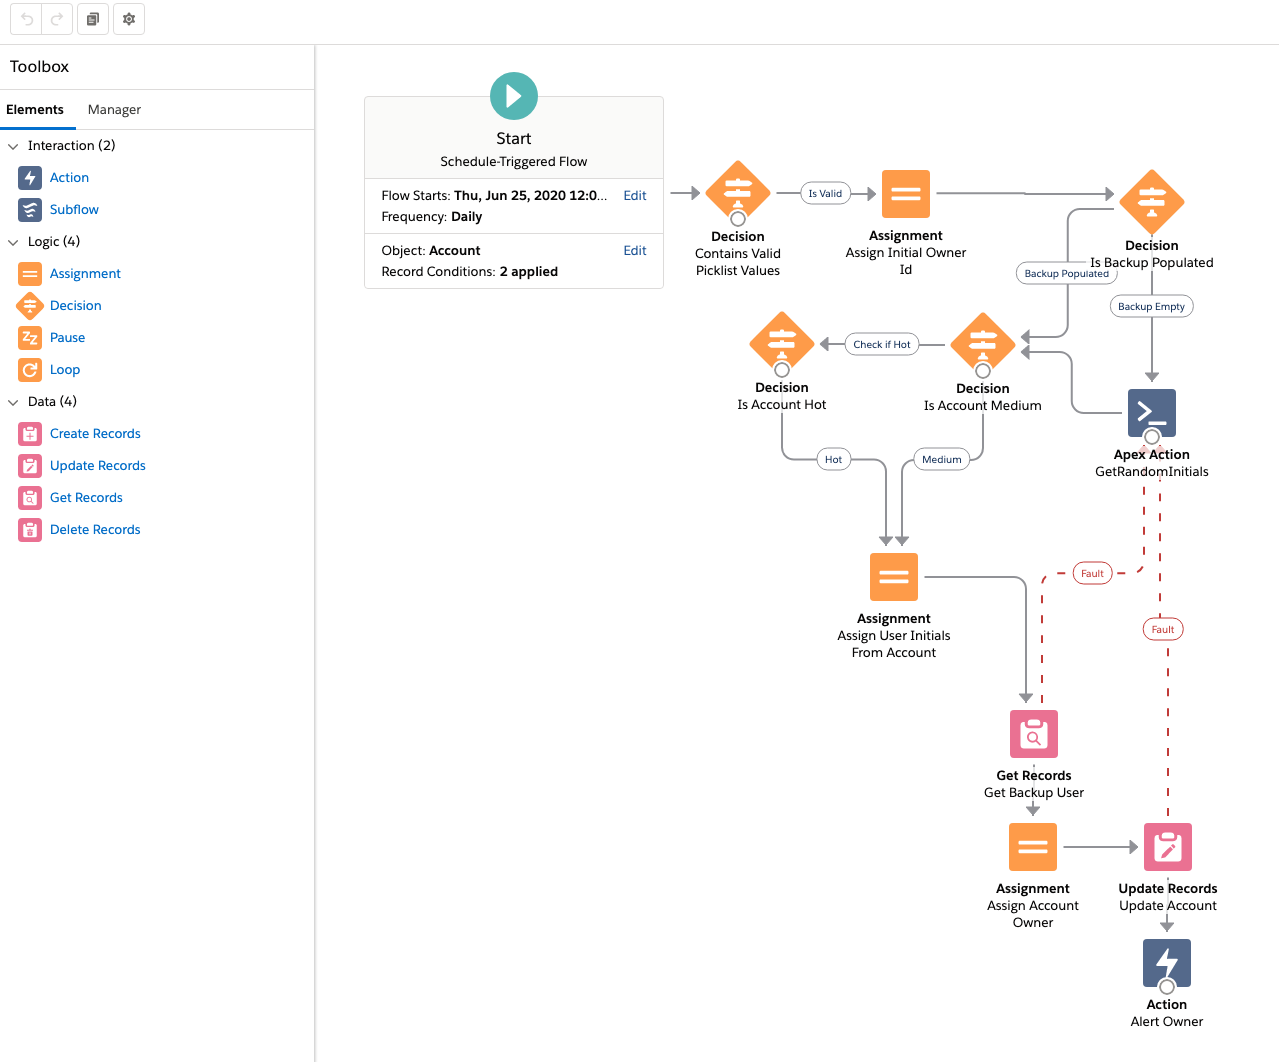 Toolbox
Elements
Manager
Interaction (2)
Action
Subflow
Logic (4)
Assignment
Decision
Pause
Loop
Data (4)
Create Records
Update Records
Get Records
Delete Records
Start
Schedule-Triggered Flow
Flow Starts: Thu, Jun 25, 2020 12:0... Edit
Frequency: Daily
Object: Account Edit
Record Conditions: 2 applied
Decision
Contains Valid
Picklist Values
Is Valid
Assignment
Assign Initial Owner
Id
Decision
Is Backup Populated
Backup Populated
Backup Empty
Decision
Is Account Hot
Check if Hot
Decision
Is Account Medium
Apex Action
GetRandomInitials
Hot
Medium
Assignment
Assign User Initials
From Account
Fault
Fault
Get Records
Get Backup User
Assignment
Assign Account
Owner
Update Records
Update Account
Action
Alert Owner